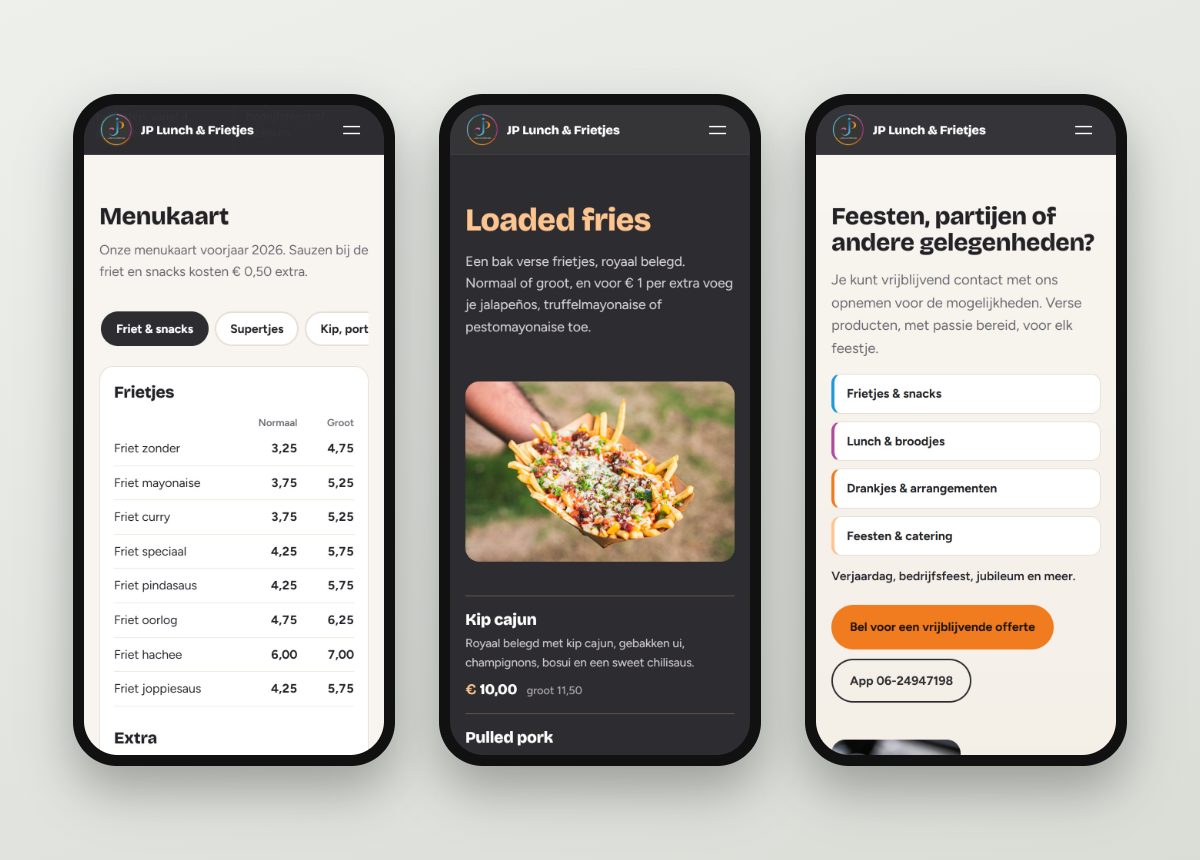 JP Lunch & Frietjes
Menukaart
Onze menukaart voorjaar 2026. Sauzen bij de
friet en snacks kosten € 0,50 extra.
Friet & snacks
Supertjes
Kip, port
Frietjes
Normaal Groot
Friet zonder 3,25 4,75
Friet mayonaise 3,75 5,25
Friet curry 3,75 5,25
Friet speciaal 4,25 5,75
Friet pindasaus 4,25 5,75
Friet oorlog 4,75 6,25
Friet hachee 6,00 7,00
Friet joppiesaus 4,25 5,75
Extra
JP Lunch & Frietjes
Loaded fries
Een bak verse frietjes, royaal belegd.
Normaal of groot, en voor € 1 per extra voeg
je jalapeños, truffelmayonaise of
pestomayonaise toe.
Kip cajun
Royaal belegd met kip cajun, gebakken ui,
champignons, bosui en een sweet chilisaus.
€ 10,00 groot 11,50
Pulled pork
JP Lunch & Frietjes
Feesten, partijen of
andere gelegenheden?
Je kunt vrijblijvend contact met ons
opnemen voor de mogelijkheden. Verse
producten, met passie bereid, voor elk
feestje.
Frietjes & snacks
Lunch & broodjes
Drankjes & arrangementen
Feesten & catering
Verjaardag, bedrijfsfeest, jubileum en meer.
Bel voor een vrijblijvende offerte
App 06-24947198